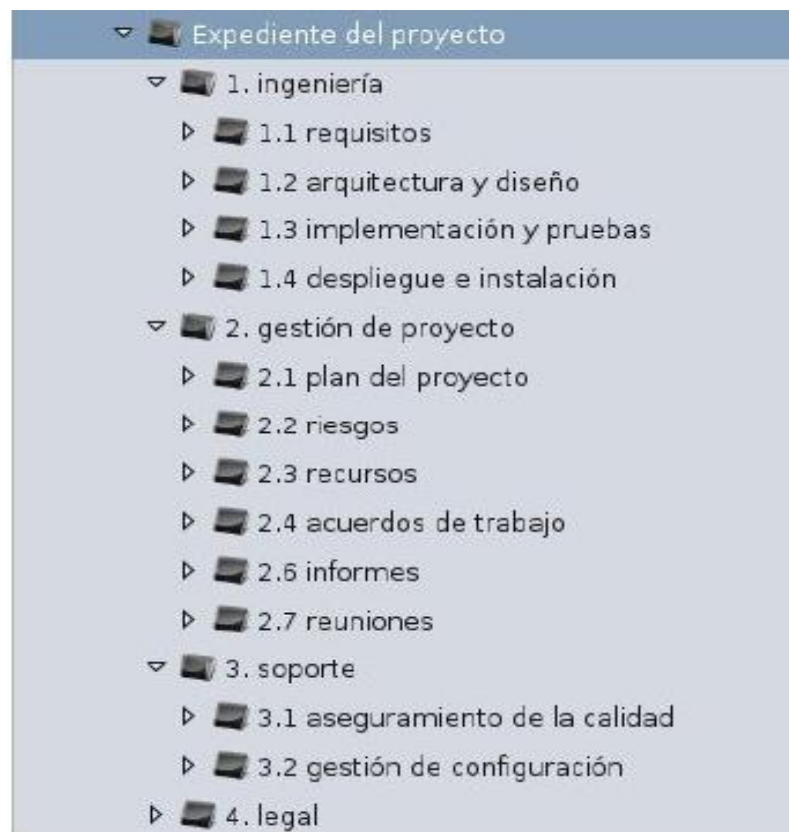 Expediente del proyecto
1. ingeniería
1.1 requisitos
1.2 arquitectura y diseño
1.3 implementación y pruebas
1.4 despliegue e instalación
2. gestión de proyecto
2.1 plan del proyecto
2.2 riesgos
2.3 recursos
2.4 acuerdos de trabajo
2.6 informes
2.7 reuniones
3. soporte
3.1 aseguramiento de la calidad
3.2 gestión de configuración
4. legal